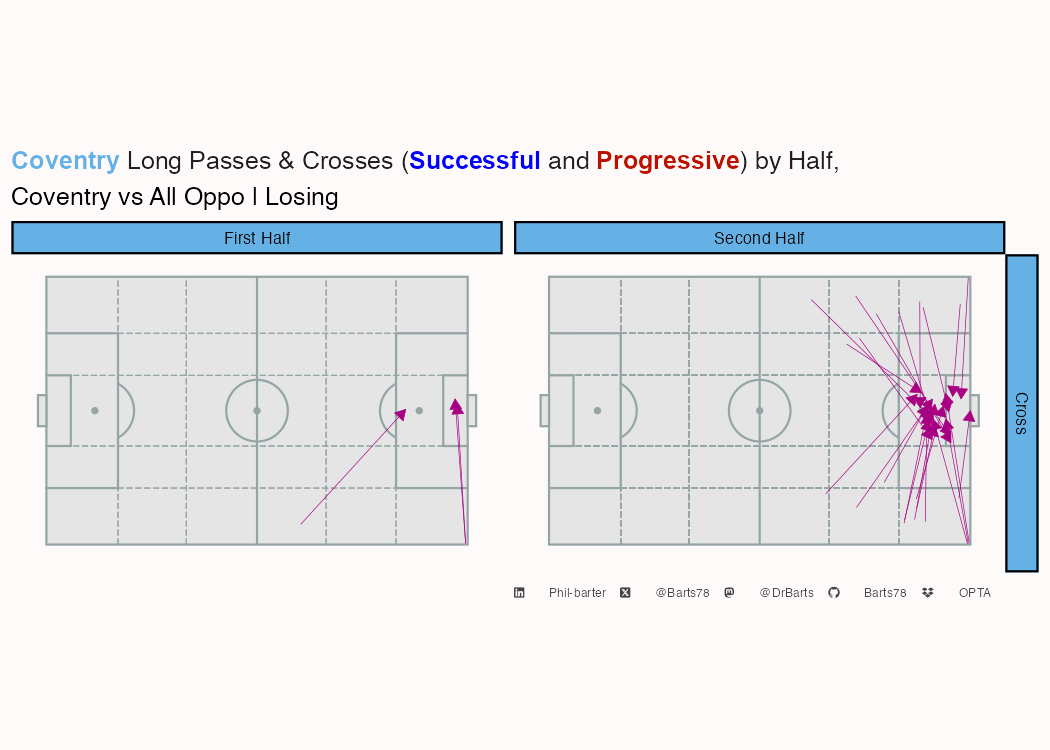 Coventry Long Passes & Crosses (Successful and Progressive) by Half,
Coventry vs All Oppo | Losing
First Half
Second Half
Cross
Phil-barter @Barts78 @DrBarts Barts78 OPTA